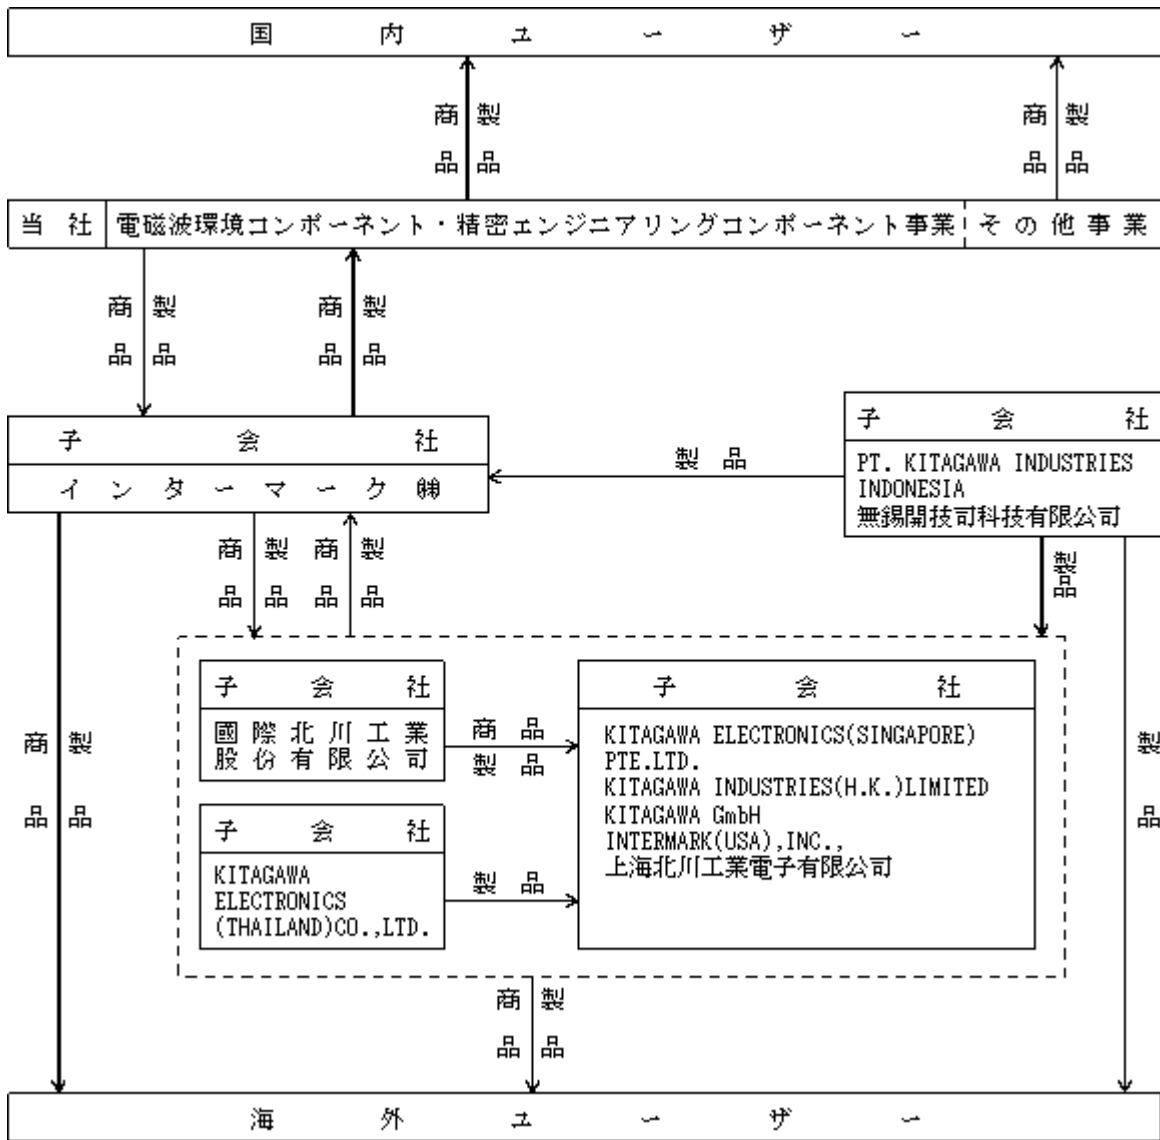 国内ユーザー
商品 製品
商品 製品
当社 電磁波環境コンポーネント・精密エンジニアリングコンポーネント事業 その他事業
商品 製品
商品 製品
子会社
インターマーク㈱
製品
子会社
PT. KITAGAWA INDUSTRIES
INDONESIA
無錫開技司科技有限公司
商品 製品
商品 製品
製品
子会社
國際北川工業
股份有限公司
商品
製品
子会社
KITAGAWA ELECTRONICS(SINGAPORE)
PTE.LTD.
KITAGAWA INDUSTRIES(H.K.)LIMITED
KITAGAWA GmbH
INTERMARK(USA),INC.,
上海北川工業電子有限公司
子会社
KITAGAWA
ELECTRONICS
(THAILAND)CO.,LTD.
製品
商品 製品
製品
商品 製品
海外ユーザー